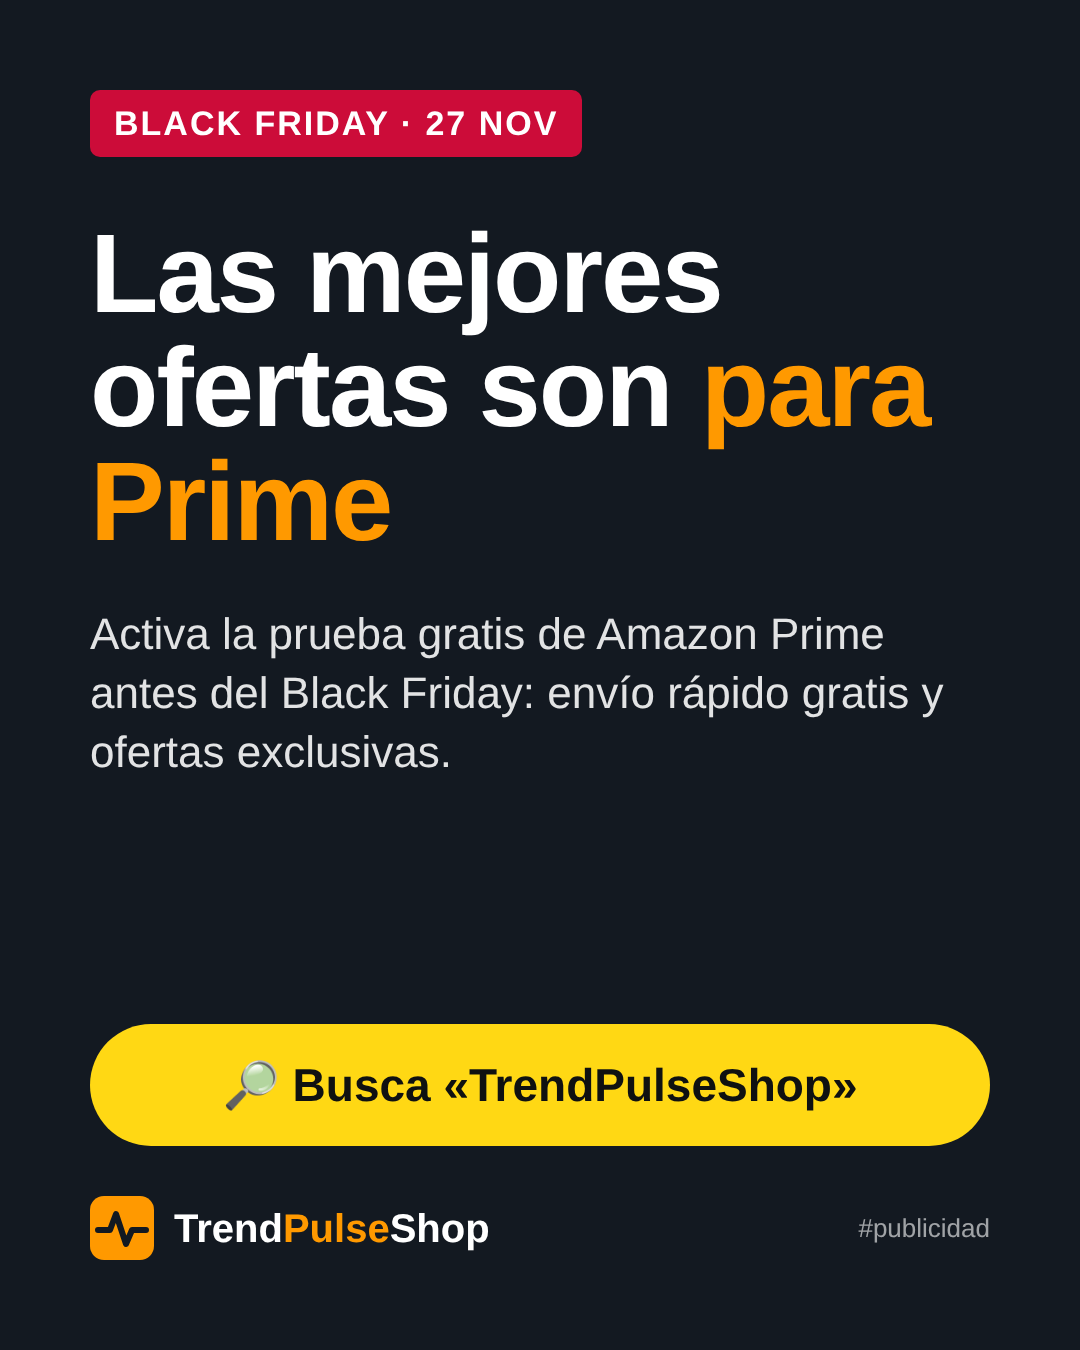 BLACK FRIDAY · 27 NOV
Las mejores
ofertas son para
Prime
Activa la prueba gratis de Amazon Prime
antes del Black Friday: envío rápido gratis y
ofertas exclusivas.
🔎 Busca «TrendPulseShop»
TrendPulseShop
#publicidad